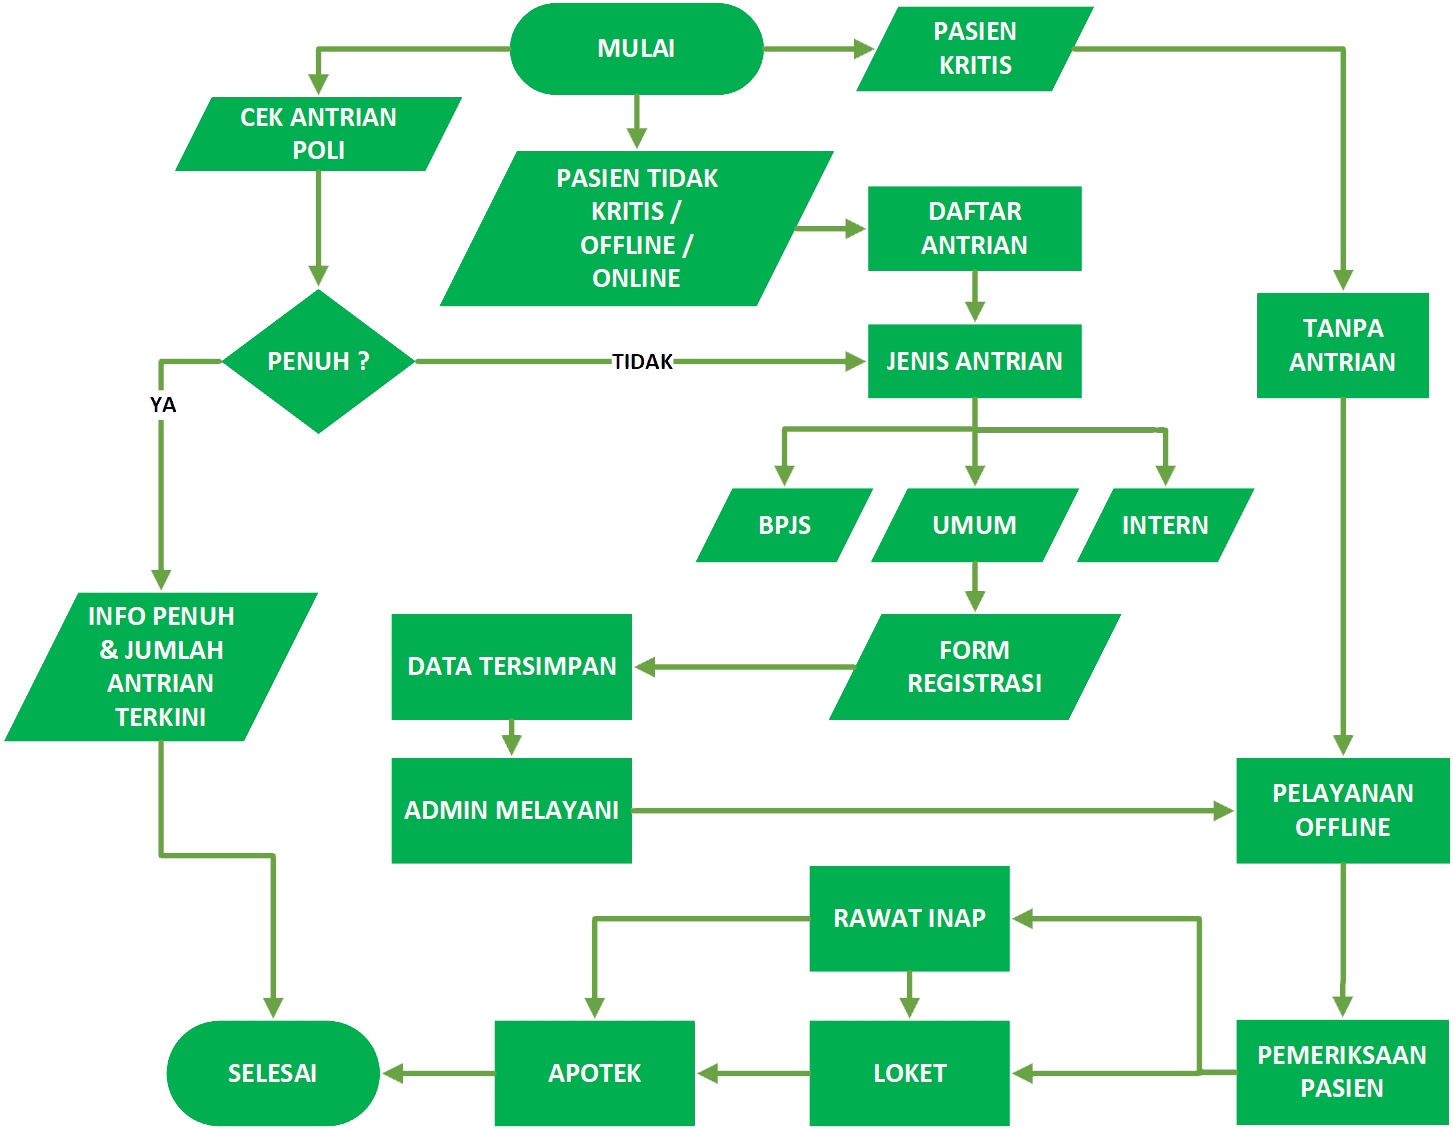 MULAI
PASIEN
KRITIS
CEK ANTRIAN
POLI
PASIEN TIDAK
KRITIS /
OFFLINE /
ONLINE
DAFTAR
ANTRIAN
TANPA
ANTRIAN
PENUH ?
TIDAK
JENIS ANTRIAN
YA
BPJS
UMUM
INTERN
INFO PENUH
& JUMLAH
ANTRIAN
TERKINI
DATA TERSIMPAN
FORM
REGISTRASI
ADMIN MELAYANI
PELAYANAN
OFFLINE
RAWAT INAP
SELESAI
APOTEK
LOKET
PEMERIKSAAN
PASIEN